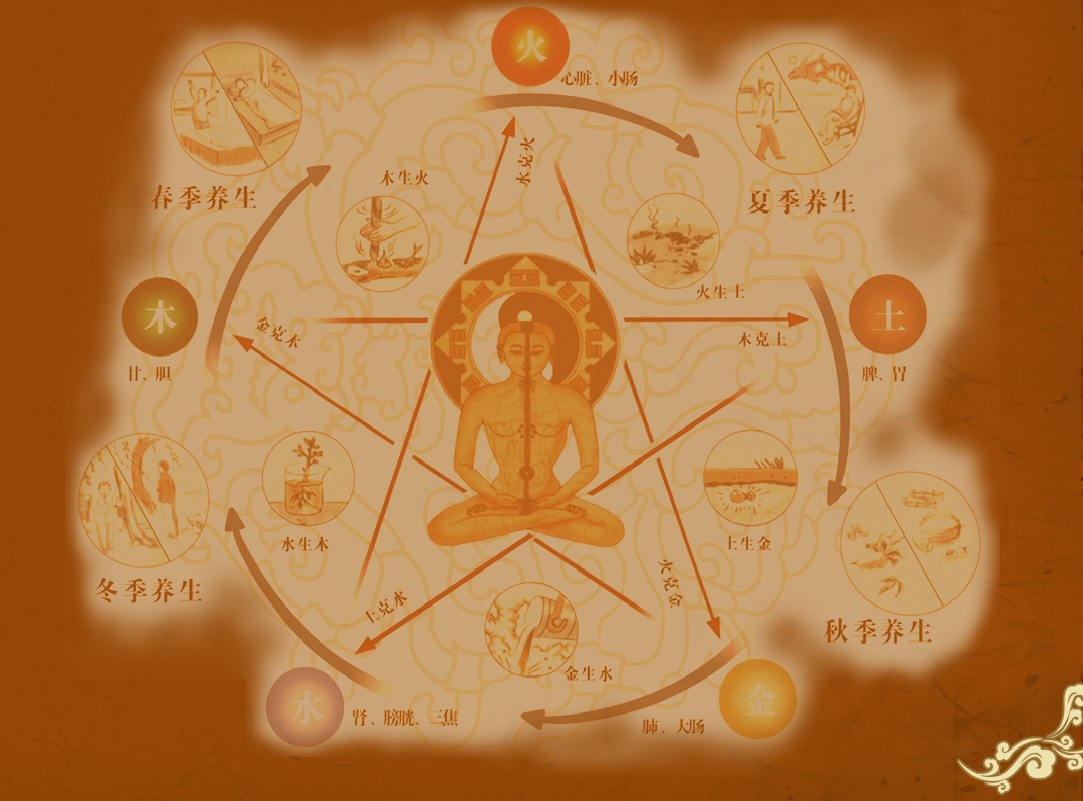 火
心脏、小肠
春季养生
夏季养生
木生火
水克火
火生土
木
甘、胆
金克木
木克土
土
脾、胃
水生木
土生金
冬季养生
秋季养生
土克水
火克金
金生水
水
肾、膀胱、三焦
肺、大肠
金